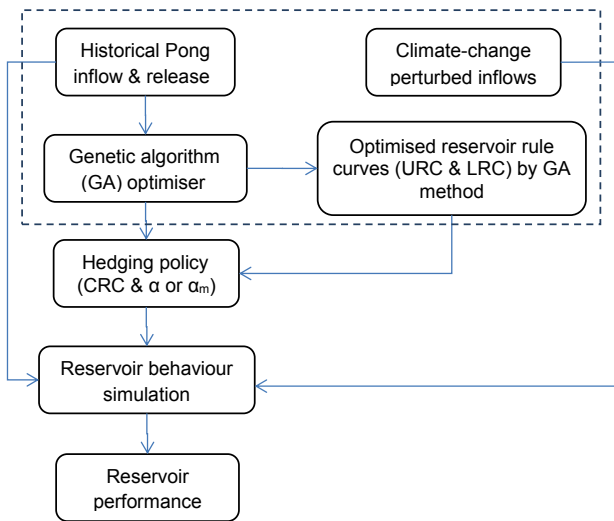 Historical Pong
inflow & release
Climate-change
perturbed inflows
Genetic algorithm
(GA) optimiser
Optimised reservoir rule
curves (URC & LRC) by GA
method
Hedging policy
(CRC & α or αₘ)
Reservoir behaviour
simulation
Reservoir
performance